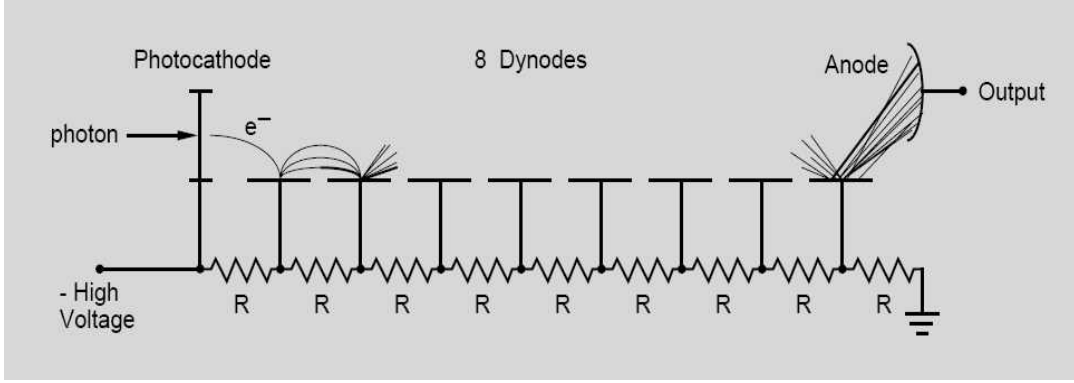 Photocathode
8 Dynodes
Anode
Output
photon
e–
- High
Voltage
R R R R R R R R R